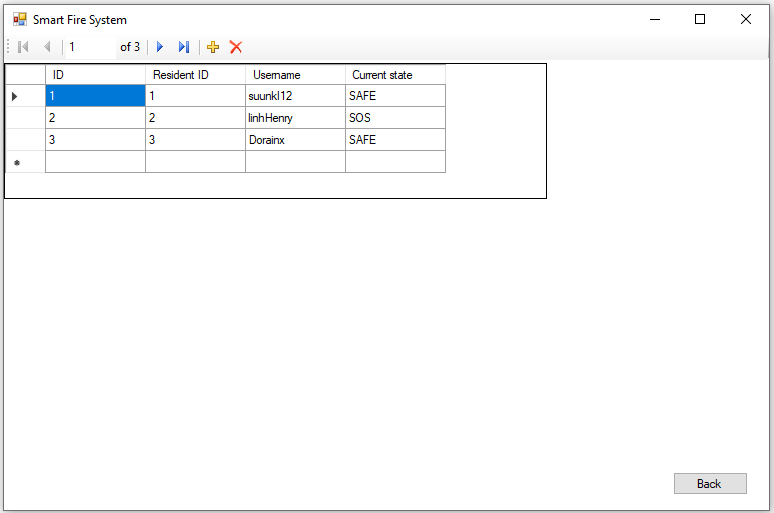 Smart Fire System
1 of 3
ID Resident ID Username Current state
1 1 suunkl12 SAFE
2 2 linhHenry SOS
3 3 Dorainx SAFE
Back